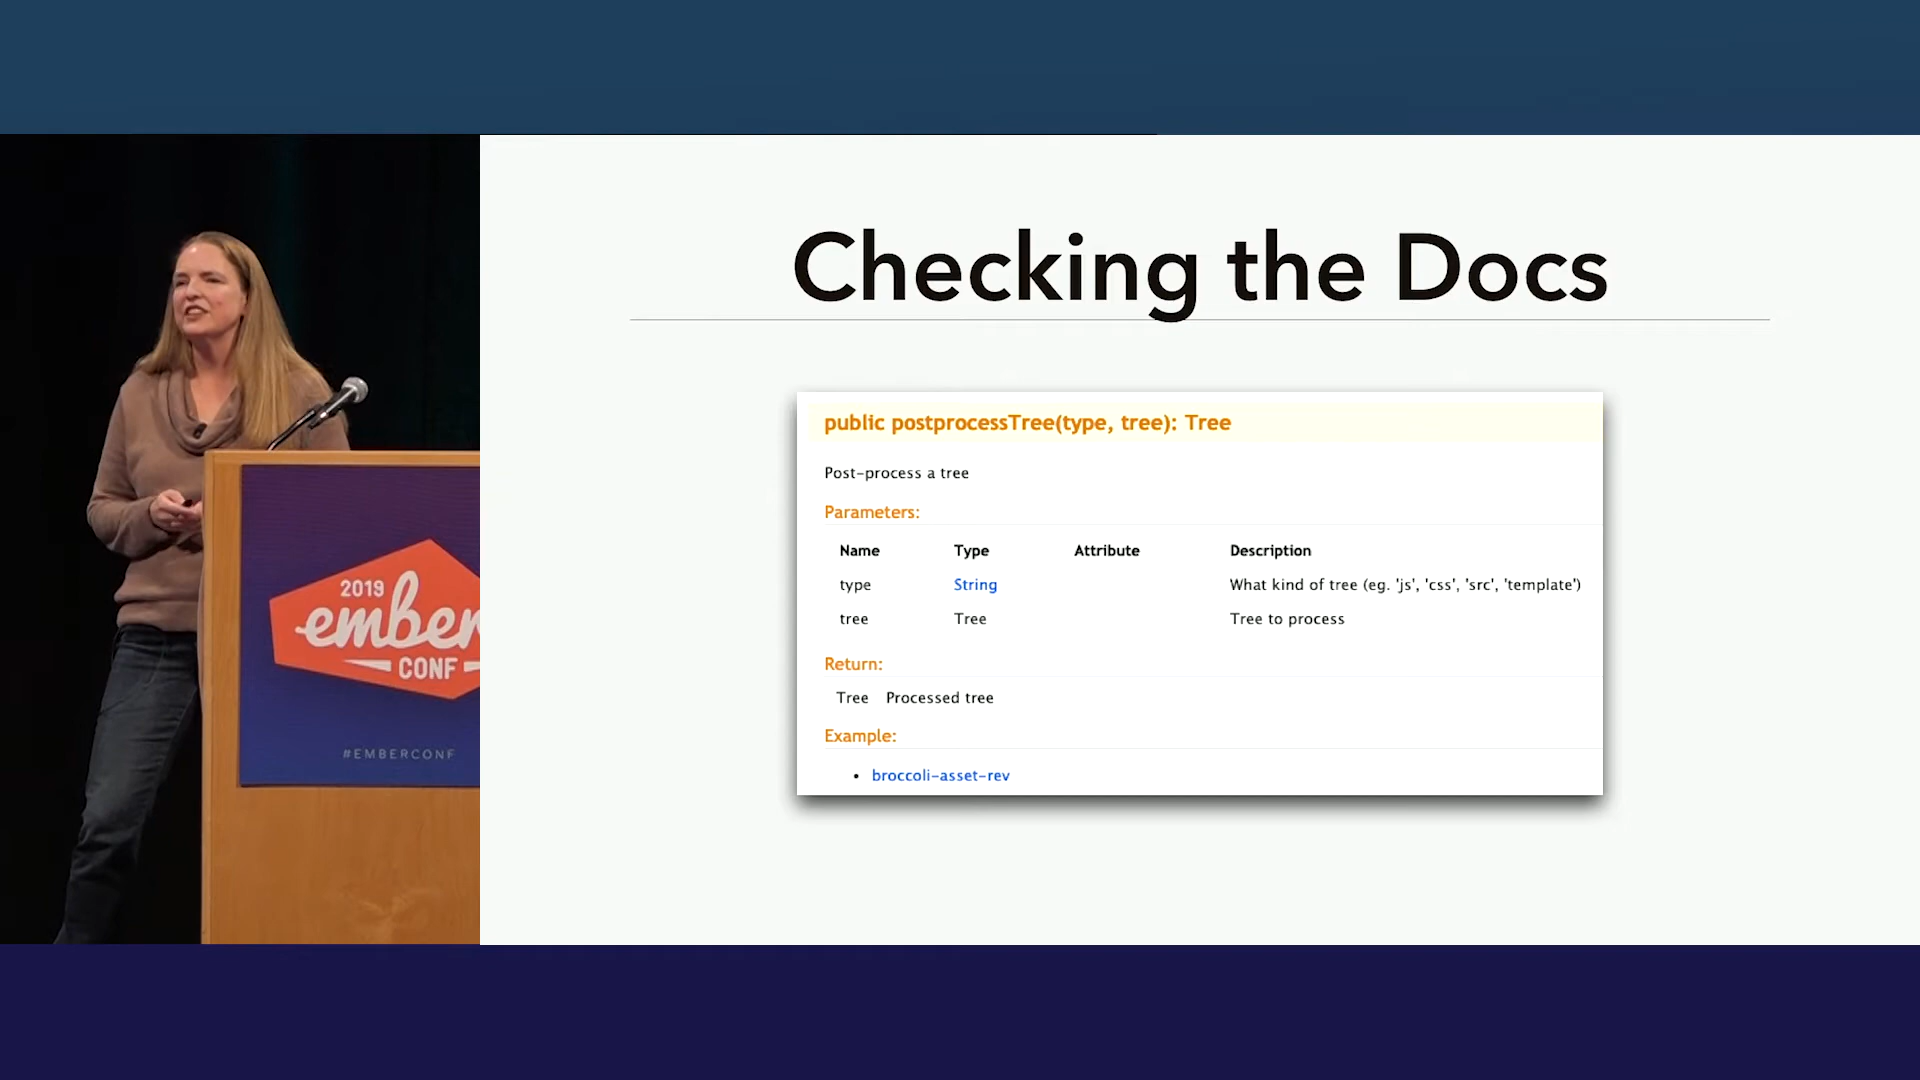 Checking the Docs
public postprocessTree(type, tree): Tree
Post-process a tree
Parameters:
Name Type Attribute Description
type String What kind of tree (eg. 'js', 'css', 'src', 'template')
tree Tree Tree to process
Return:
Tree Processed tree
Example:
• broccoli-asset-rev
2019
ember
CONF
#EMBERCONF